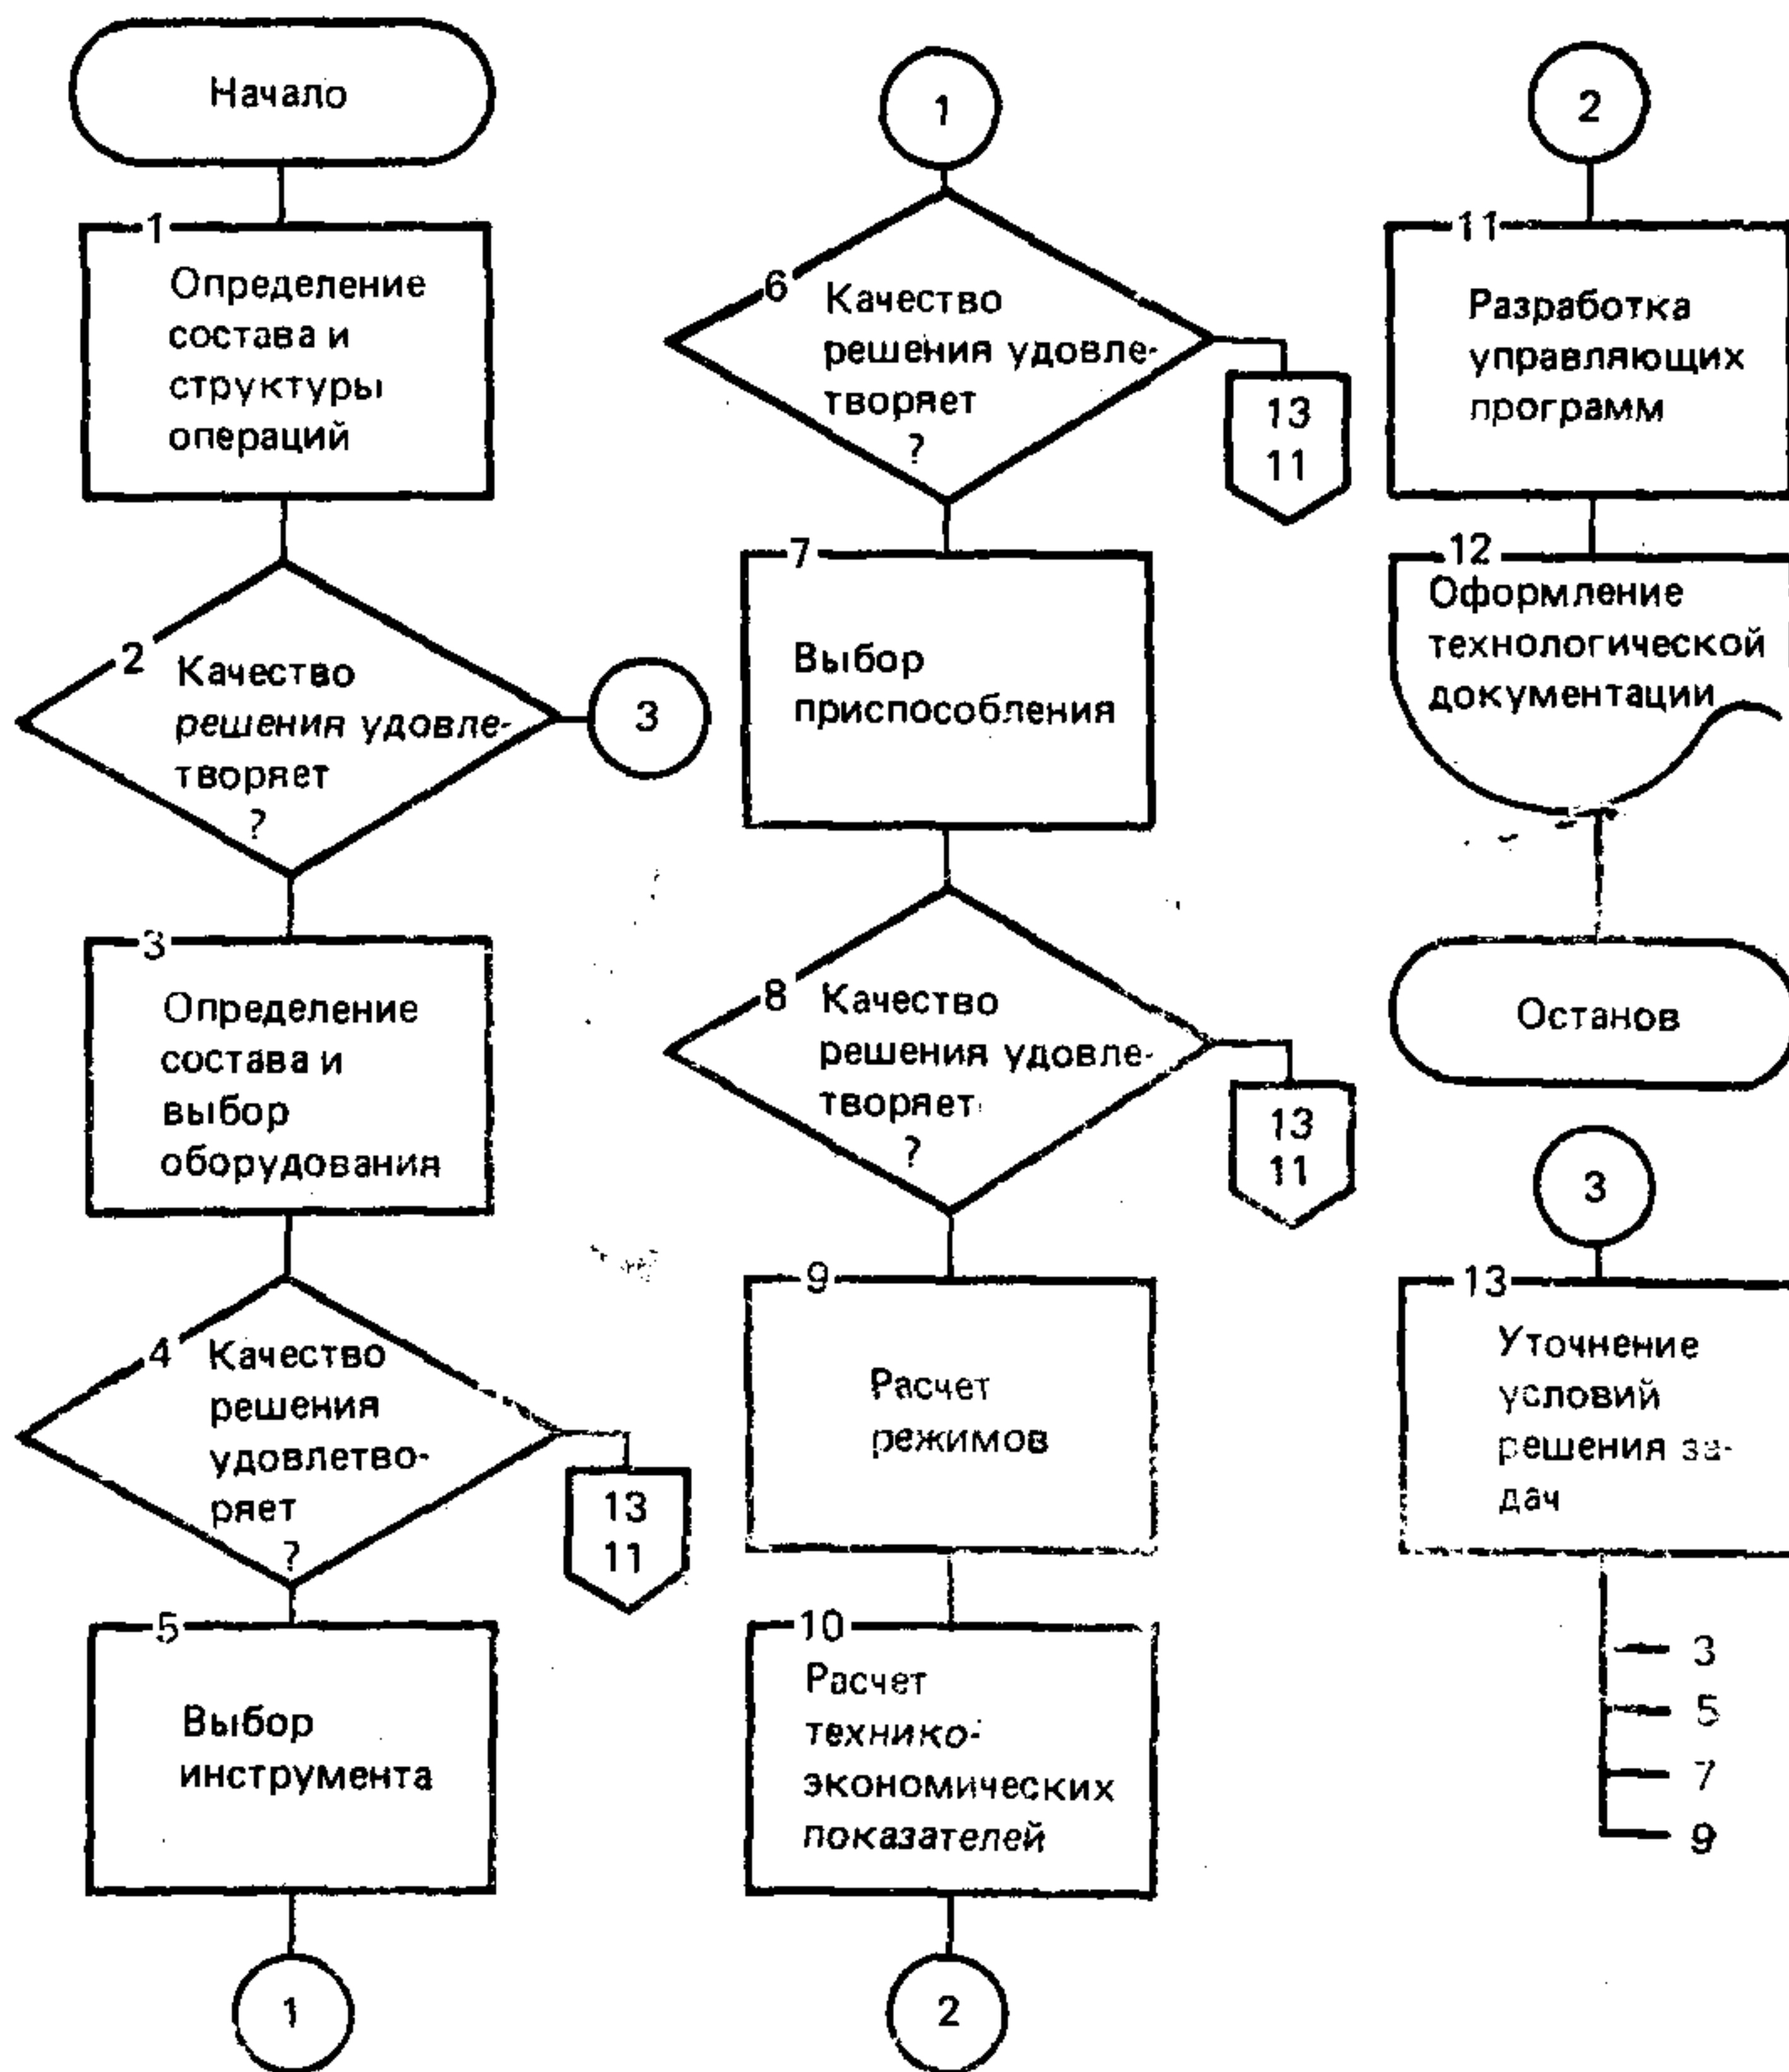 Начало
1
Определение
состава и
структуры
операций
2
Качество
решения удовле-
творяет
?
3
3
Определение
состава и
выбор
оборудования
4
Качество
решения
удовлетво-
ряет
?
13
11
5
Выбор
инструмента
1
1
6
Качество
решения удовле-
творяет
?
13
11
7
Выбор
приспособления
8
Качество
решения удовле-
творяет
?
13
11
9
Расчет
режимов
10
Расчет
технико-
экономических
показателей
2
2
11
Разработка
управляющих
программ
12
Оформление
технологической
документации
Останов
3
13
Уточнение
условий
решения за-
дач
3
5
7
9